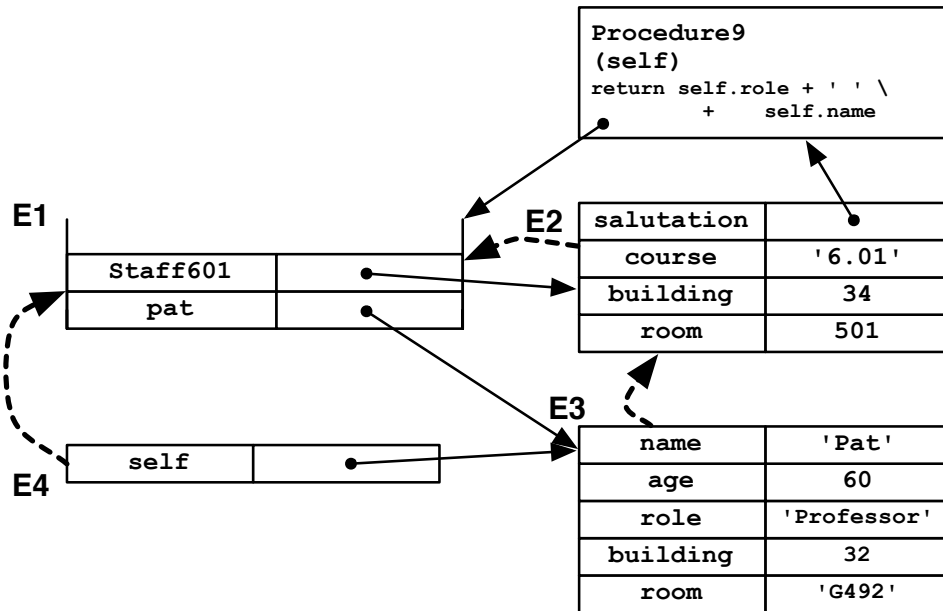 Procedure9
(self)
return self.role + ' ' \
+ self.name
E1
E2
salutation
course '6.01'
building 34
room 501
Staff601
pat
E3
name 'Pat'
age 60
role 'Professor'
building 32
room 'G492'
self
E4